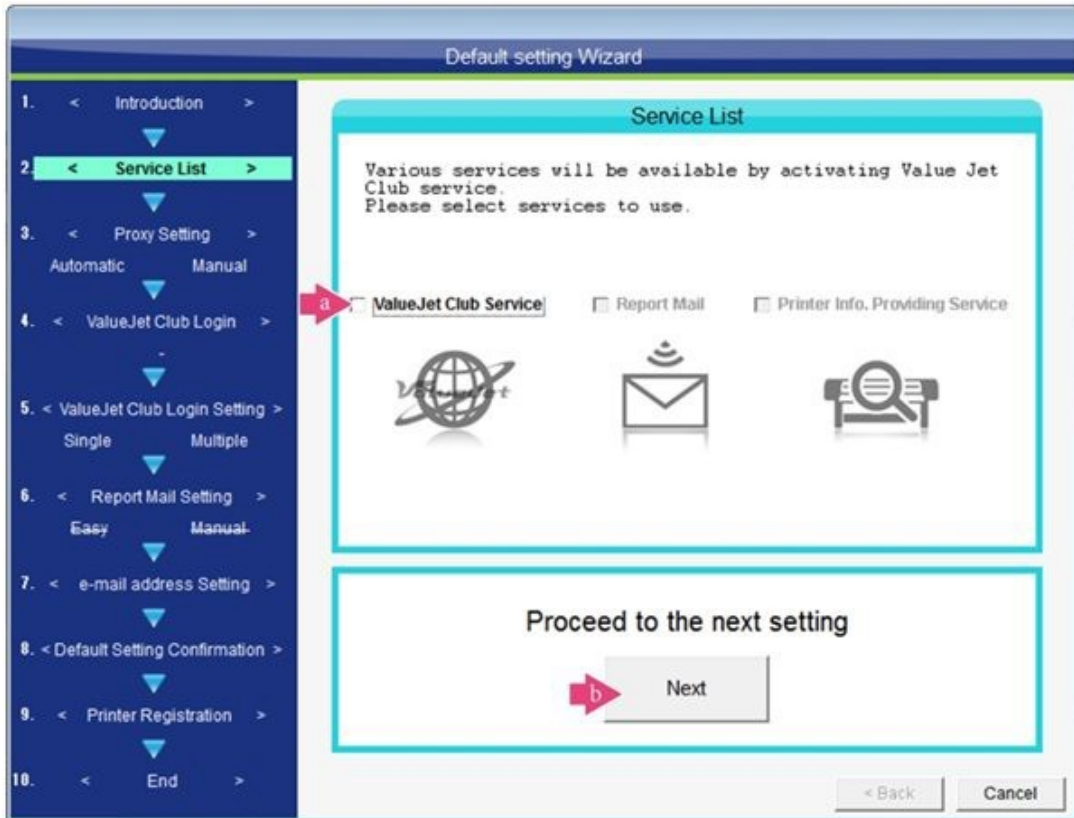 Default setting Wizard
1. < Introduction >
2. < Service List >
3. < Proxy Setting >
Automatic Manual
4. < ValueJet Club Login >
-
5. < ValueJet Club Login Setting >
Single Multiple
6. < Report Mail Setting >
Easy Manual
7. < e-mail address Setting >
8. < Default Setting Confirmation >
9. < Printer Registration >
10. < End >
Service List
Various services will be available by activating Value Jet
Club service.
Please select services to use.
a
ValueJet Club Service Report Mail Printer Info. Providing Service
ValueJet
Proceed to the next setting
b
Next
< Back Cancel